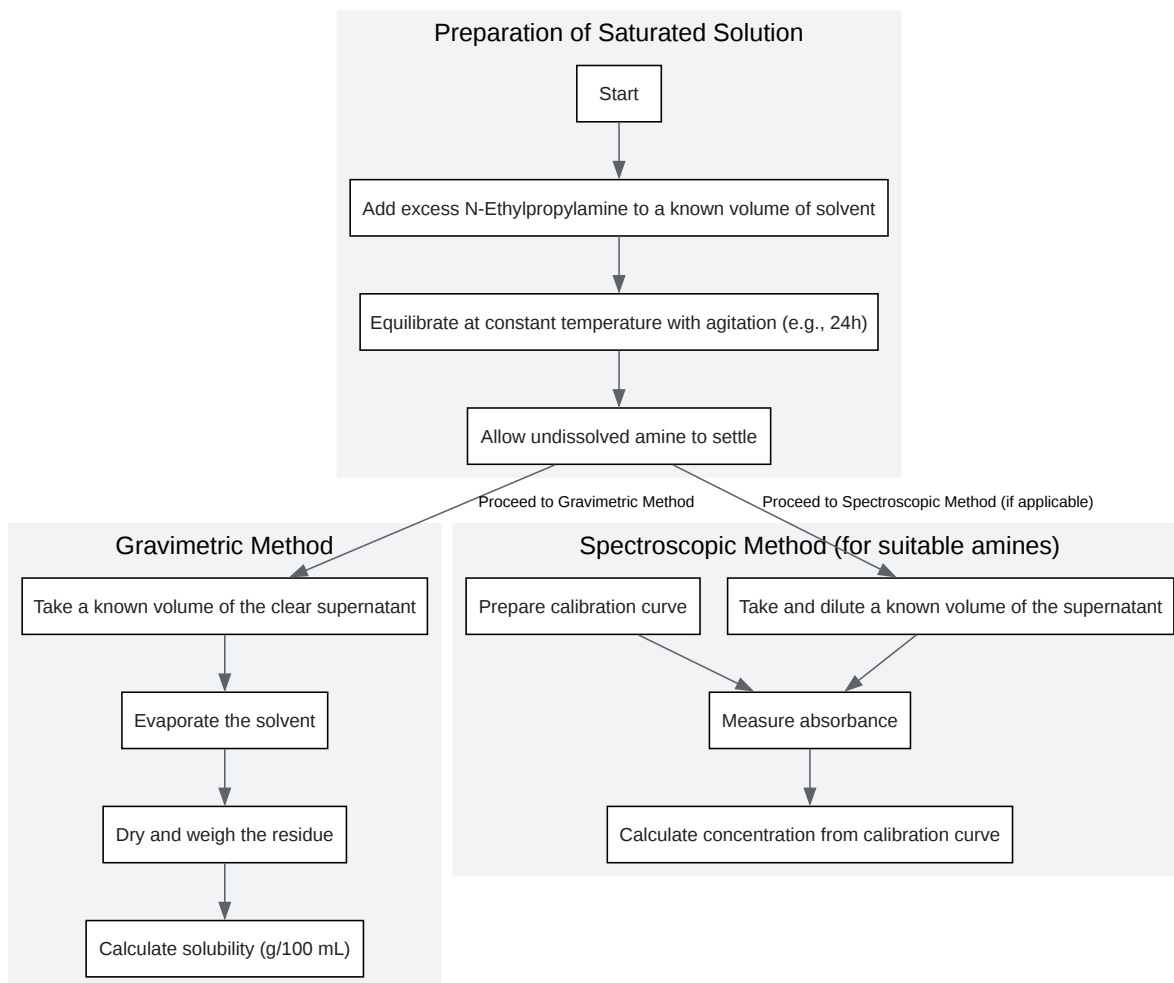 Preparation of Saturated Solution
Start
Add excess N-Ethylpropylamine to a known volume of solvent
Equilibrate at constant temperature with agitation (e.g., 24h)
Allow undissolved amine to settle
Proceed to Gravimetric Method
Proceed to Spectroscopic Method (if applicable)
Gravimetric Method
Take a known volume of the clear supernatant
Evaporate the solvent
Dry and weigh the residue
Calculate solubility (g/100 mL)
Spectroscopic Method (for suitable amines)
Prepare calibration curve
Take and dilute a known volume of the supernatant
Measure absorbance
Calculate concentration from calibration curve